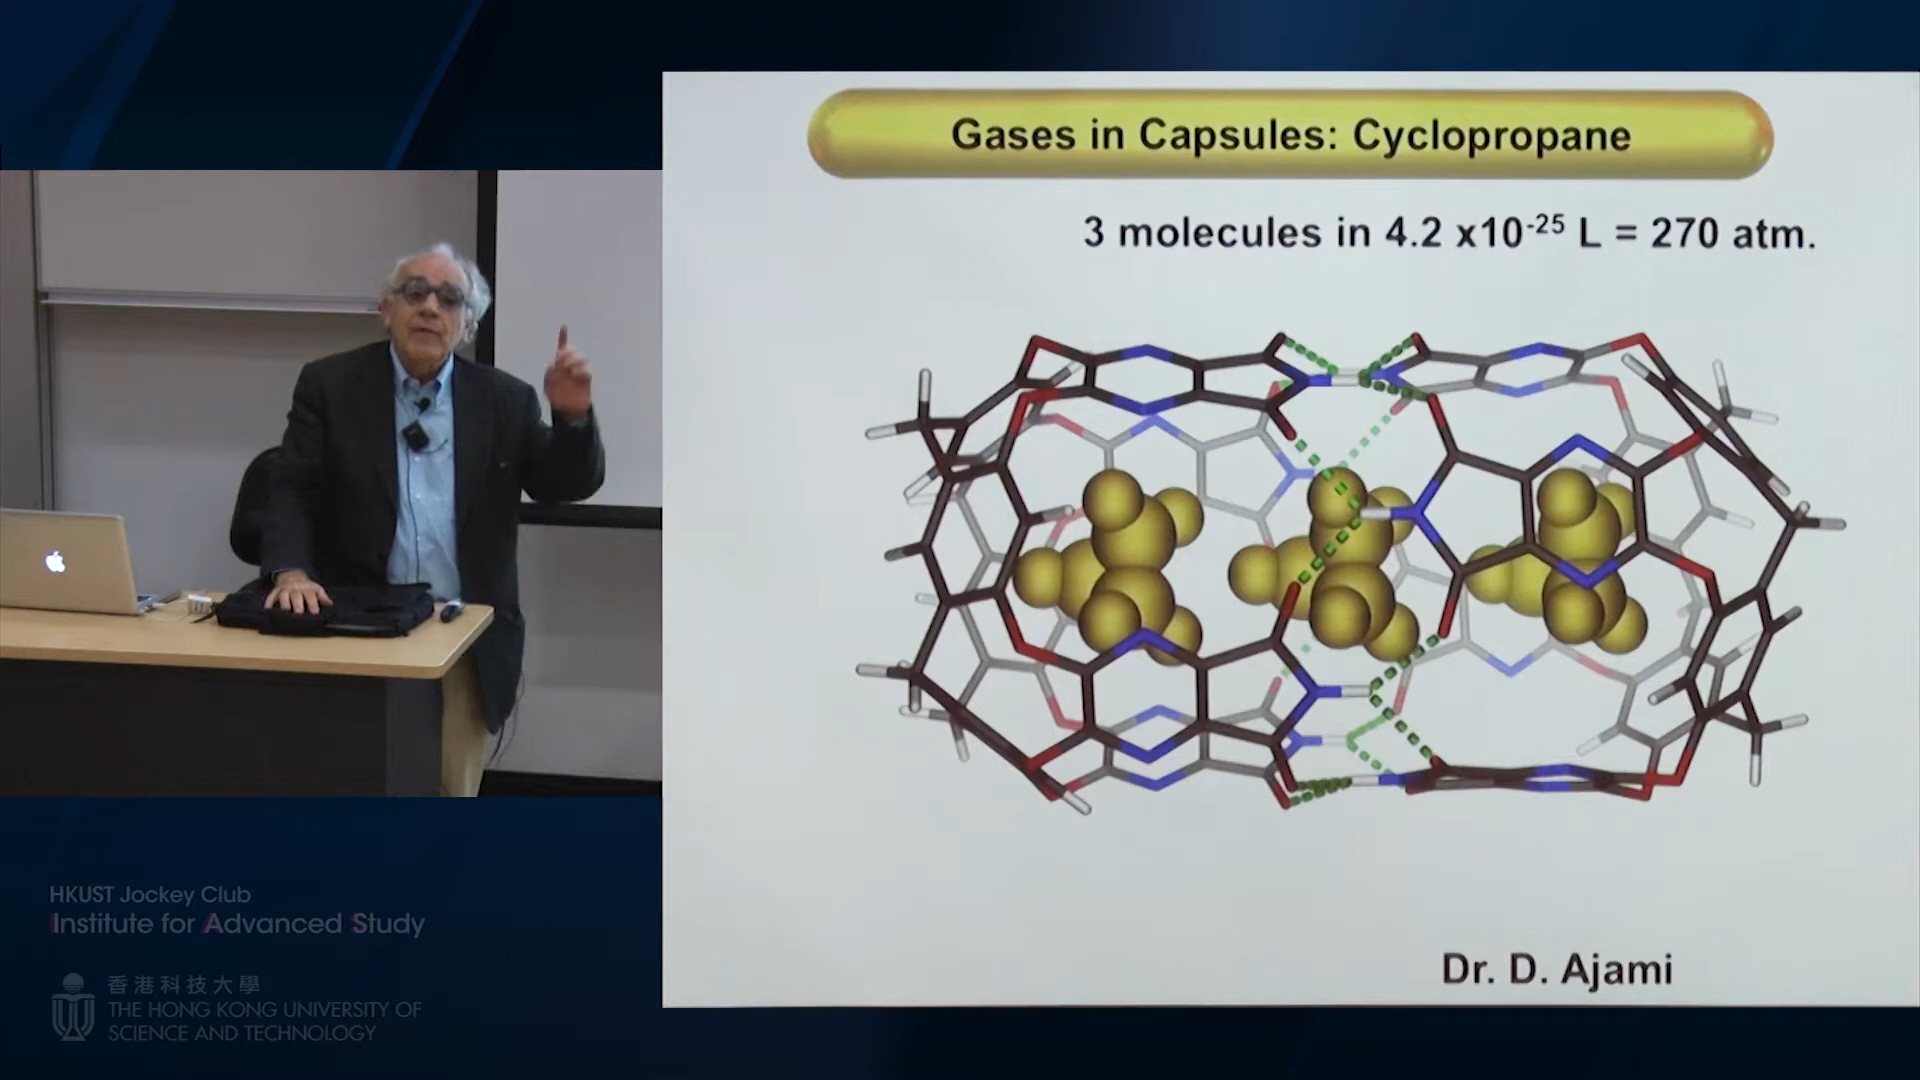 Gases in Capsules: Cyclopropane
3 molecules in 4.2 x10⁻²⁵ L = 270 atm.
Dr. D. Ajami
HKUST Jockey Club
Institute for Advanced Study
香港科技大學
THE HONG KONG UNIVERSITY OF
SCIENCE AND TECHNOLOGY